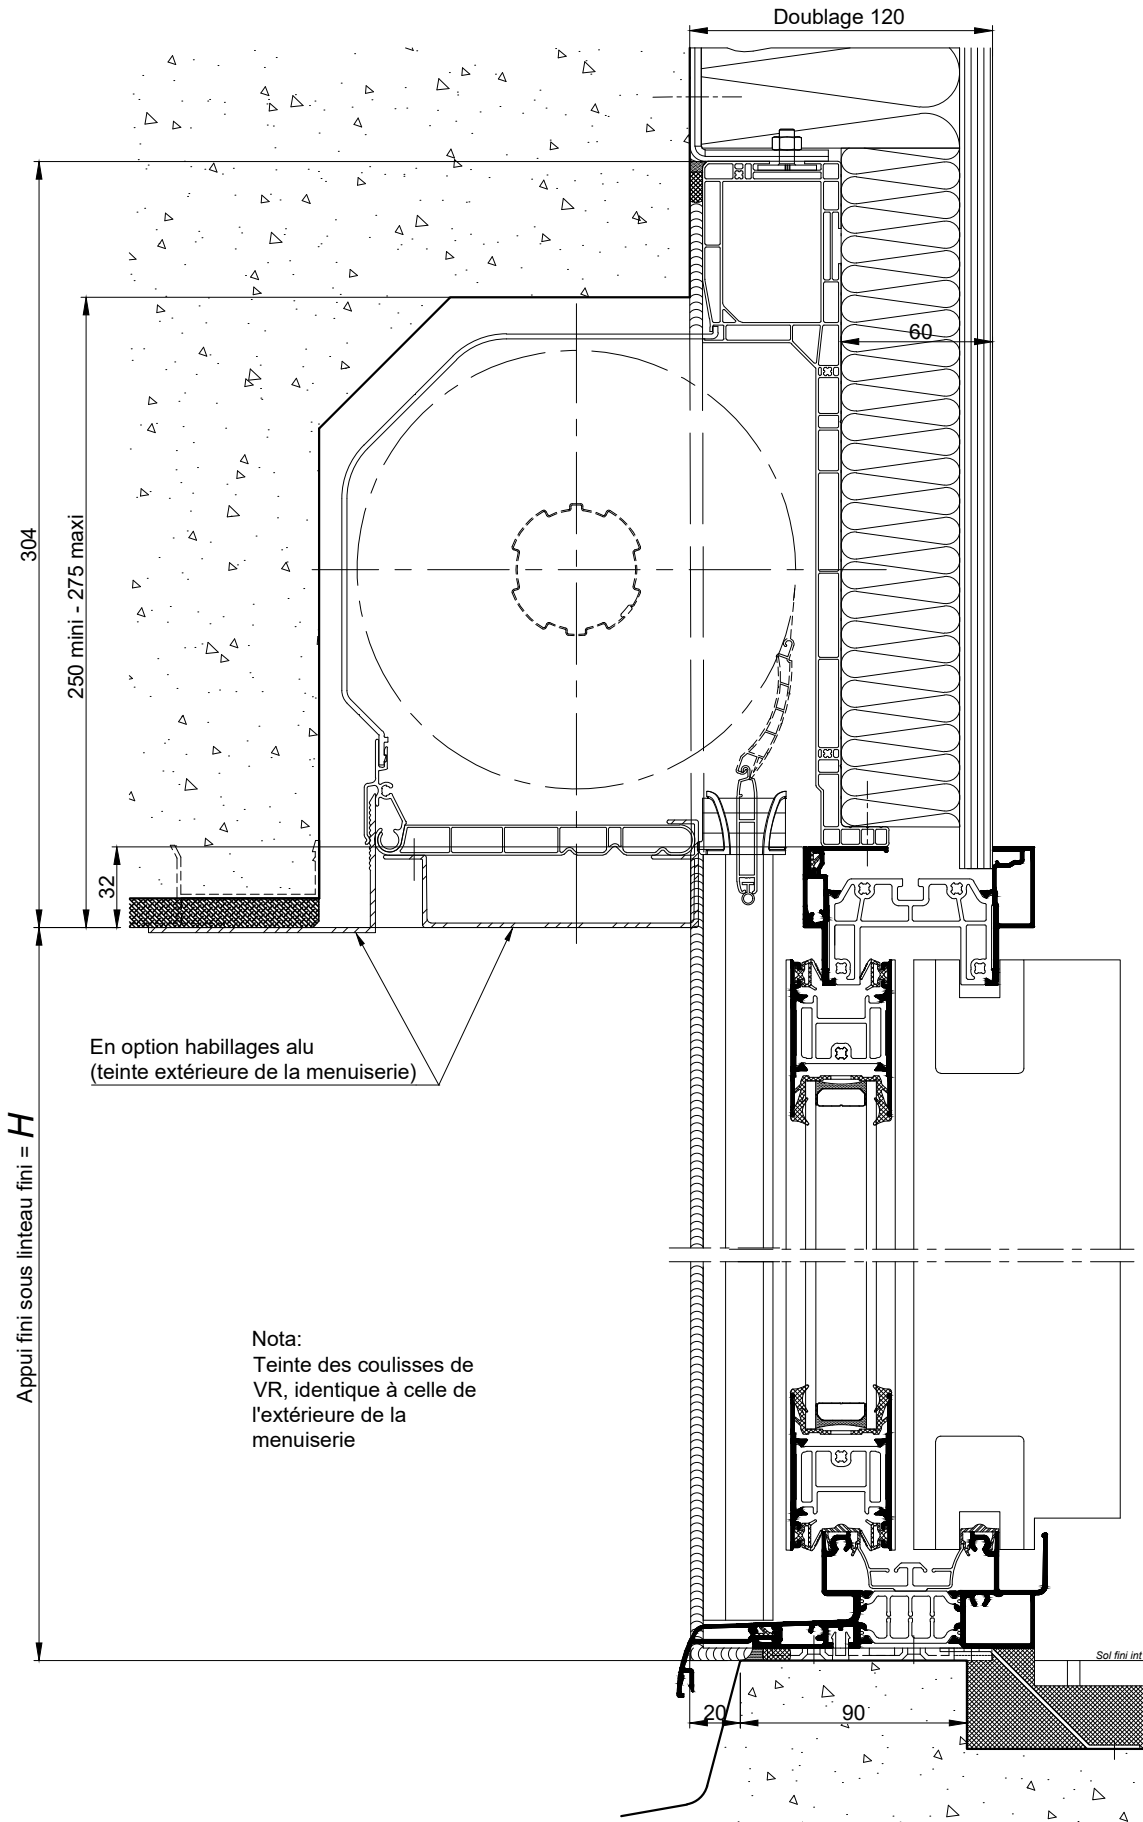 Doublage 120
60
304
250 mini - 275 maxi
32
En option habillages alu
(teinte extérieure de la menuiserie)
Appui fini sous linteau fini = H
Nota:
Teinte des coulisses de
VR, identique à celle de
l'extérieure de la
menuiserie
Sol fini int
20
90